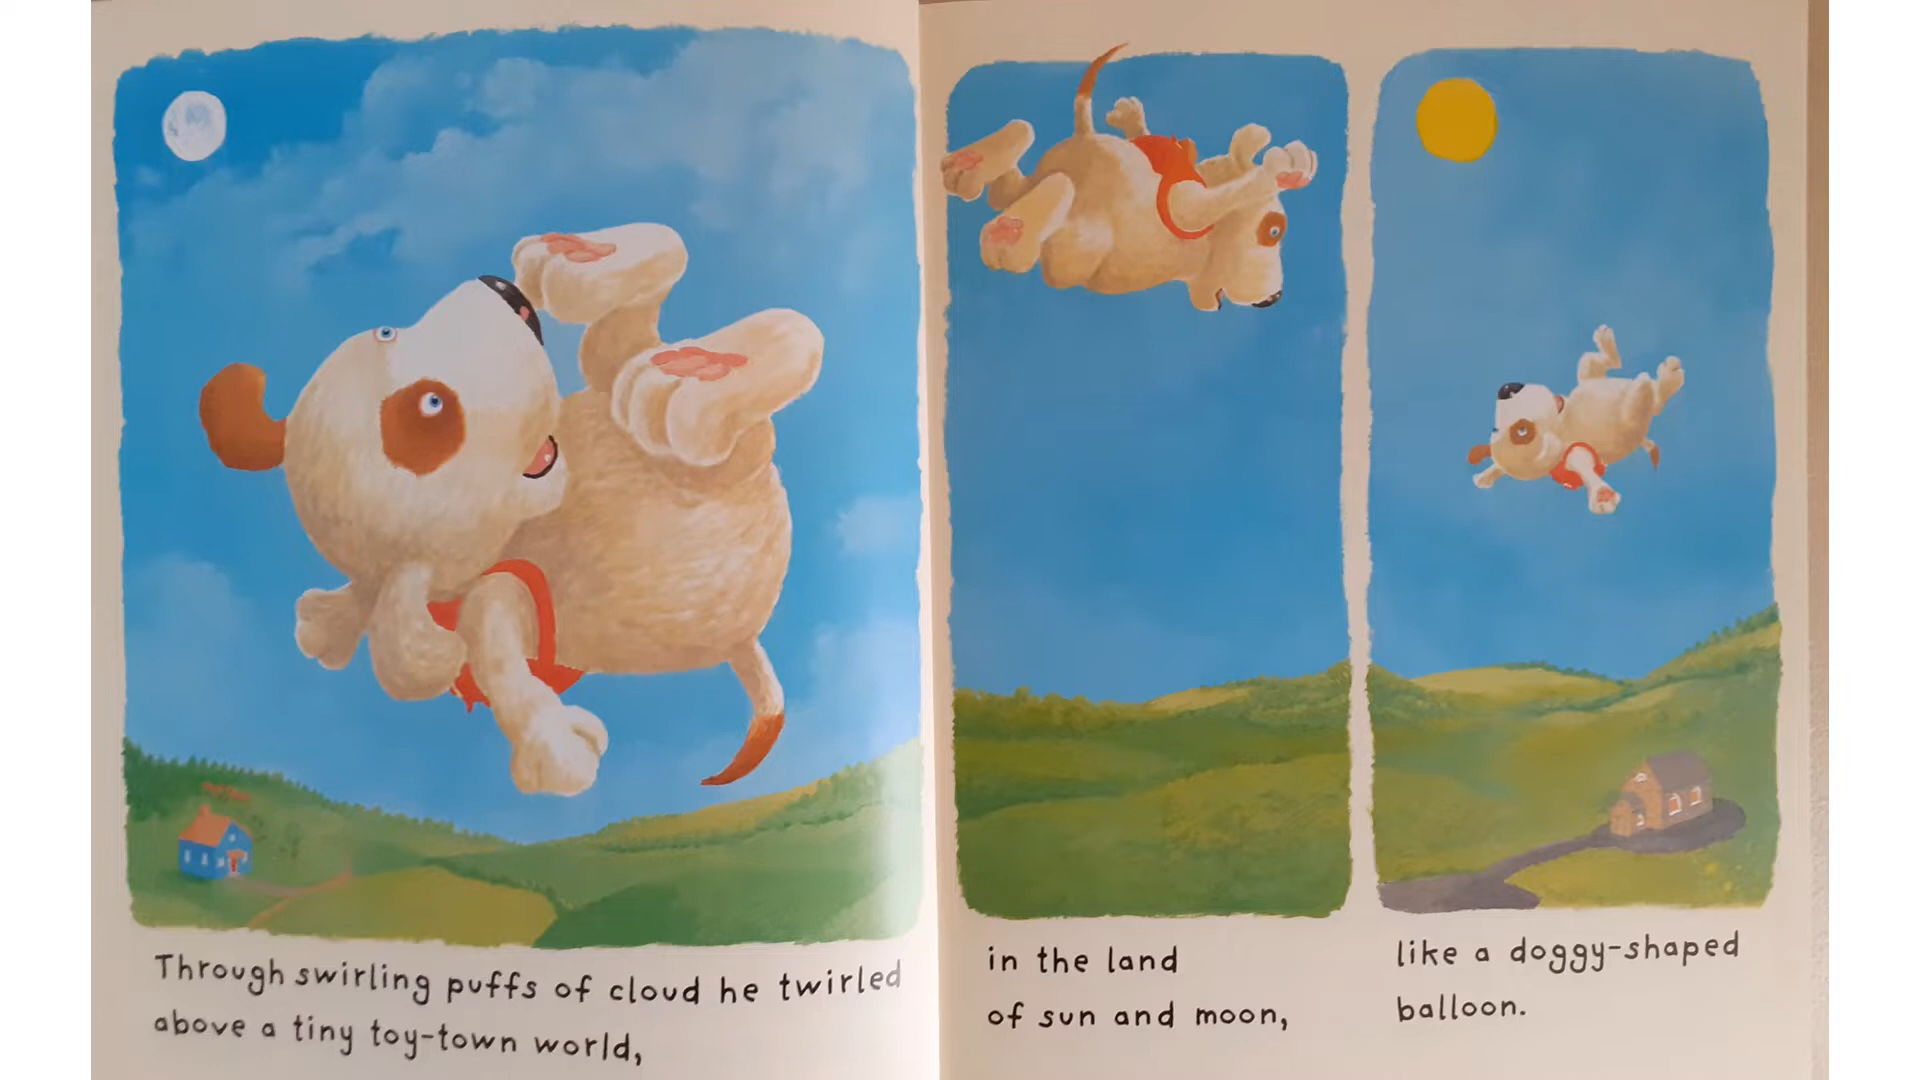 Through swirling puffs of cloud he twirled
above a tiny toy-town world,
in the land
of sun and moon,
like a doggy-shaped
balloon.